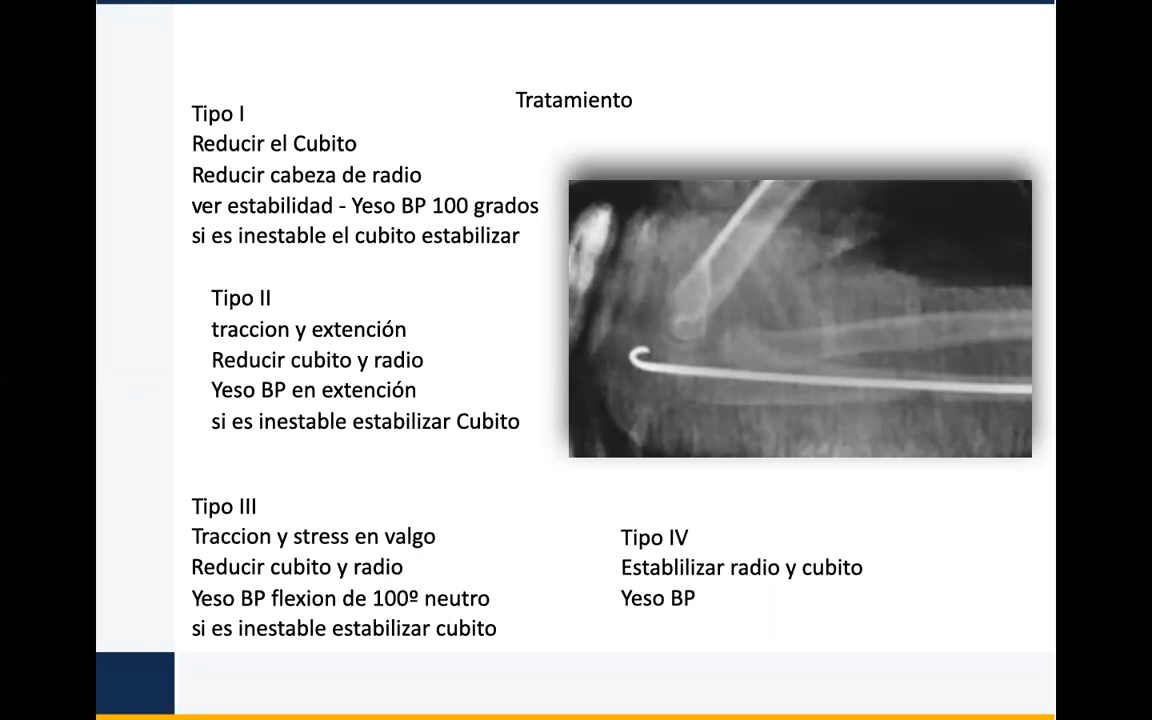 Tratamiento
Tipo I
Reducir el Cubito
Reducir cabeza de radio
ver estabilidad - Yeso BP 100 grados
si es inestable el cubito estabilizar
Tipo II
traccion y extención
Reducir cubito y radio
Yeso BP en extención
si es inestable estabilizar Cubito
Tipo III
Traccion y stress en valgo
Reducir cubito y radio
Yeso BP flexion de 100º neutro
si es inestable estabilizar cubito
Tipo IV
Establilizar radio y cubito
Yeso BP